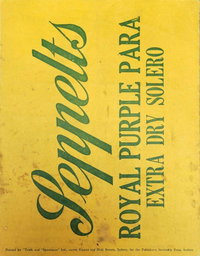 Seppelts
ROYAL PURPLE PARA
EXTRA DRY SOLERO